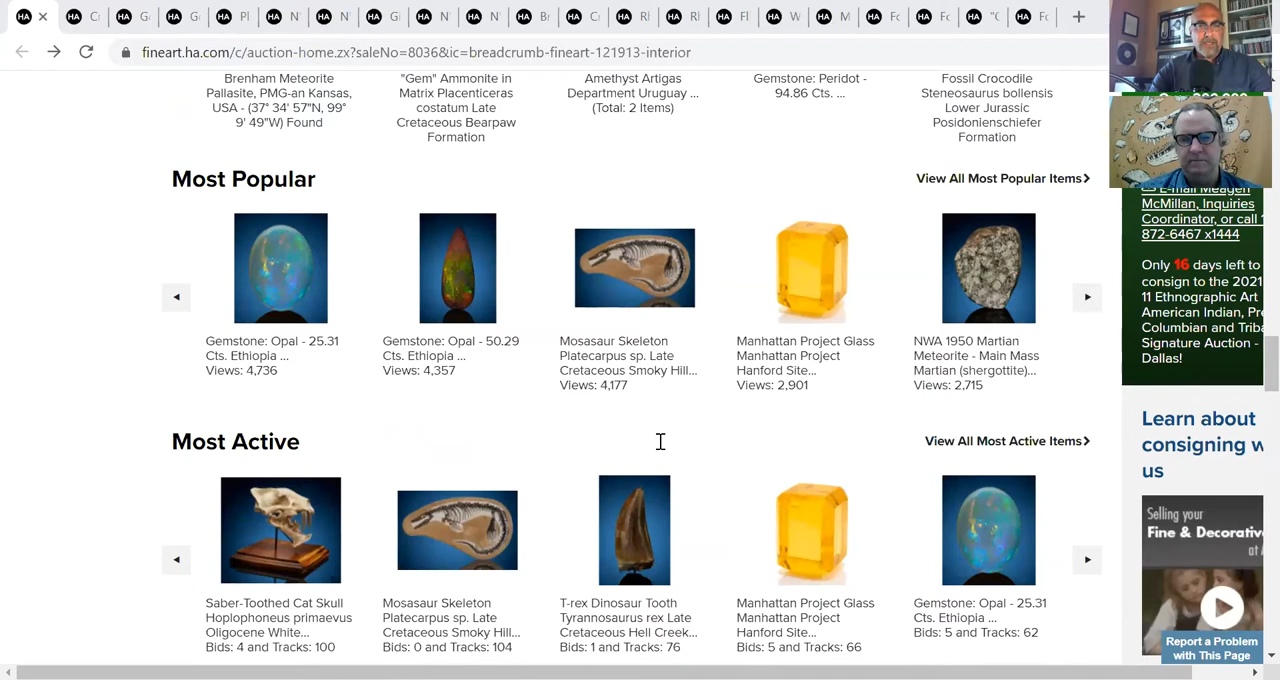 fineart.ha.com/c/auction-home.zx?saleNo=8036&ic=breadcrumb-fineart-121913-interior
Brenham Meteorite
Pallasite, PMG-an Kansas,
USA - (37° 34' 57"N, 99°
9' 49"W) Found
"Gem" Ammonite in
Matrix Placenticeras
costatum Late
Cretaceous Bearpaw
Formation
Amethyst Artigas
Department Uruguay ...
(Total: 2 Items)
Gemstone: Peridot -
94.86 Cts. ...
Fossil Crocodile
Steneosaurus bollensis
Lower Jurassic
Posidonienschiefer
Formation
Most Popular
View All Most Popular Items
Gemstone: Opal - 25.31
Cts. Ethiopia ...
Views: 4,736
Gemstone: Opal - 50.29
Cts. Ethiopia ...
Views: 4,357
Mosasaur Skeleton
Platecarpus sp. Late
Cretaceous Smoky Hill...
Views: 4,177
Manhattan Project Glass
Manhattan Project
Hanford Site...
Views: 2,901
NWA 1950 Martian
Meteorite - Main Mass
Martian (shergottite)...
Views: 2,715
Most Active
View All Most Active Items
Saber-Toothed Cat Skull
Hoplophoneus primaevus
Oligocene White...
Bids: 4 and Tracks: 100
Mosasaur Skeleton
Platecarpus sp. Late
Cretaceous Smoky Hill...
Bids: 0 and Tracks: 104
T-rex Dinosaur Tooth
Tyrannosaurus rex Late
Cretaceous Hell Creek...
Bids: 1 and Tracks: 76
Manhattan Project Glass
Manhattan Project
Hanford Site...
Bids: 5 and Tracks: 66
Gemstone: Opal - 25.31
Cts. Ethiopia ...
Bids: 5 and Tracks: 62
E-mail Meagen
McMillan, Inquiries
Coordinator, or call
872-6467 x1444
Only 16 days left to
consign to the 2021
11 Ethnographic Art
American Indian, Pre
Columbian and Triba
Signature Auction -
Dallas!
Learn about
consigning w
us
Selling your
Fine & Decorativ
at
Report a Problem
with This Page